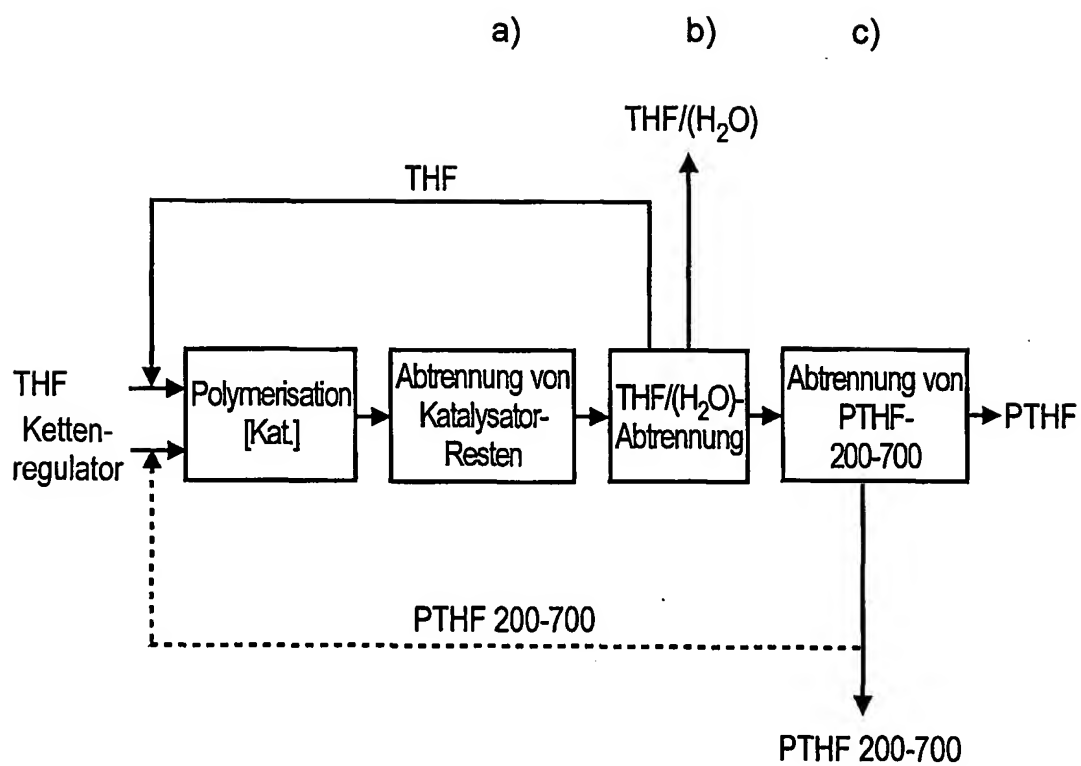 a) b) c)
THF/(H₂O)
THF
THF
Ketten-
regulator
Polymerisation
[Kat.]
Abtrennung von
Katalysator-
Resten
THF/(H₂O)-
Abtrennung
Abtrennung von
PTHF-
200-700
PTHF
PTHF 200-700
PTHF 200-700